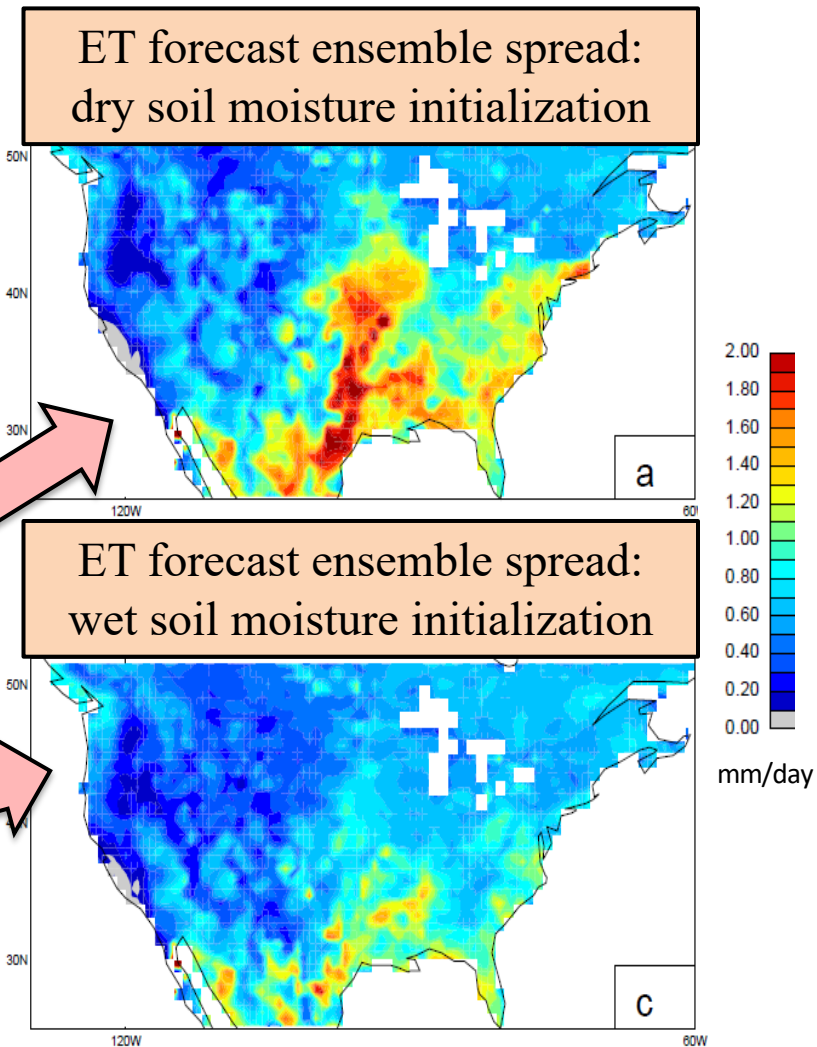 ET forecast ensemble spread:
dry soil moisture initialization
50N
40N
30N
a
120W
60
2.00
1.80
1.60
1.40
1.20
1.00
0.80
0.60
0.40
0.20
0.00
mm/day
ET forecast ensemble spread:
wet soil moisture initialization
50N
30N
c
120W
60W